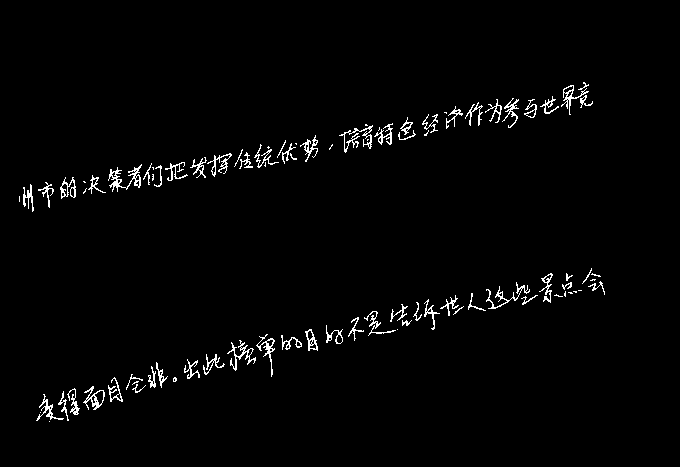 州市的决策者们把发挥传统优势，培育特色经济作为参与世界竞
变得面目全非。出此榜单的目的不是告诉世人这些景点会